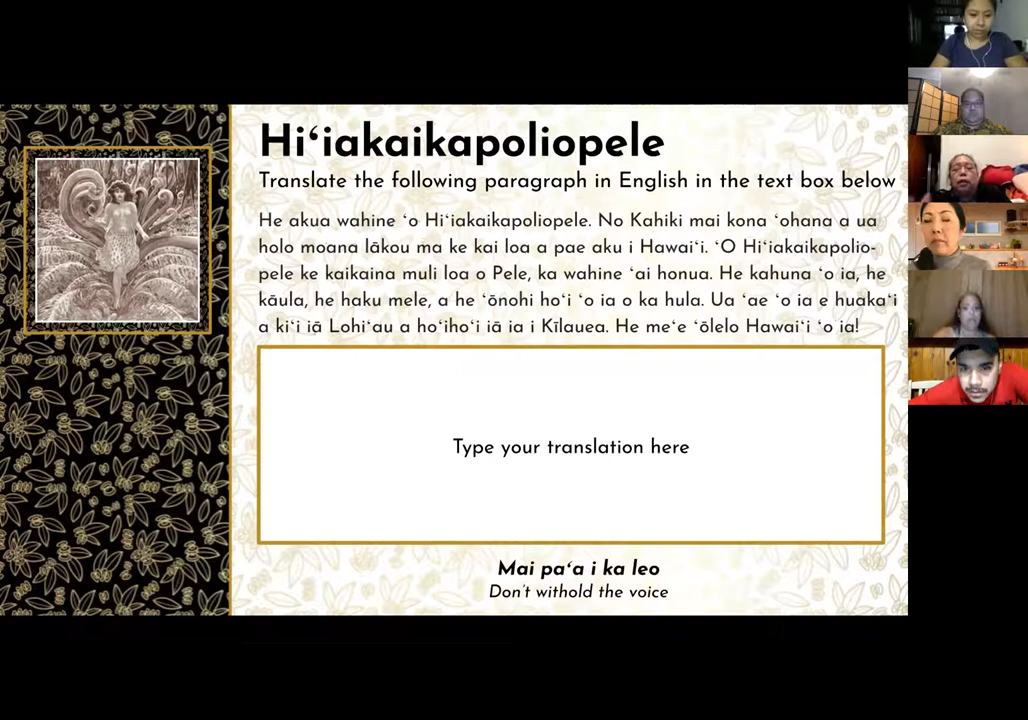 Hiʻiakaikapoliopele
Translate the following paragraph in English in the text box below
He akua wahine ʻo Hiʻiakaikapoliopele. No Kahiki mai kona ʻohana a ua
holo moana lākou ma ke kai loa a pae aku i Hawaiʻi. ʻO Hiʻiakaikapolio-
pele ke kaikaina muli loa o Pele, ka wahine ʻai honua. He kahuna ʻo ia, he
kāula, he haku mele, a he ʻōnohi hoʻi ʻo ia o ka hula. Ua ʻae ʻo ia e huakaʻi
a kiʻi iā Lohiʻau a hoʻihoʻi iā ia i Kīlauea. He meʻe ʻōlelo Hawaiʻi ʻo ia!
Type your translation here
Mai paʻa i ka leo
Don't withold the voice